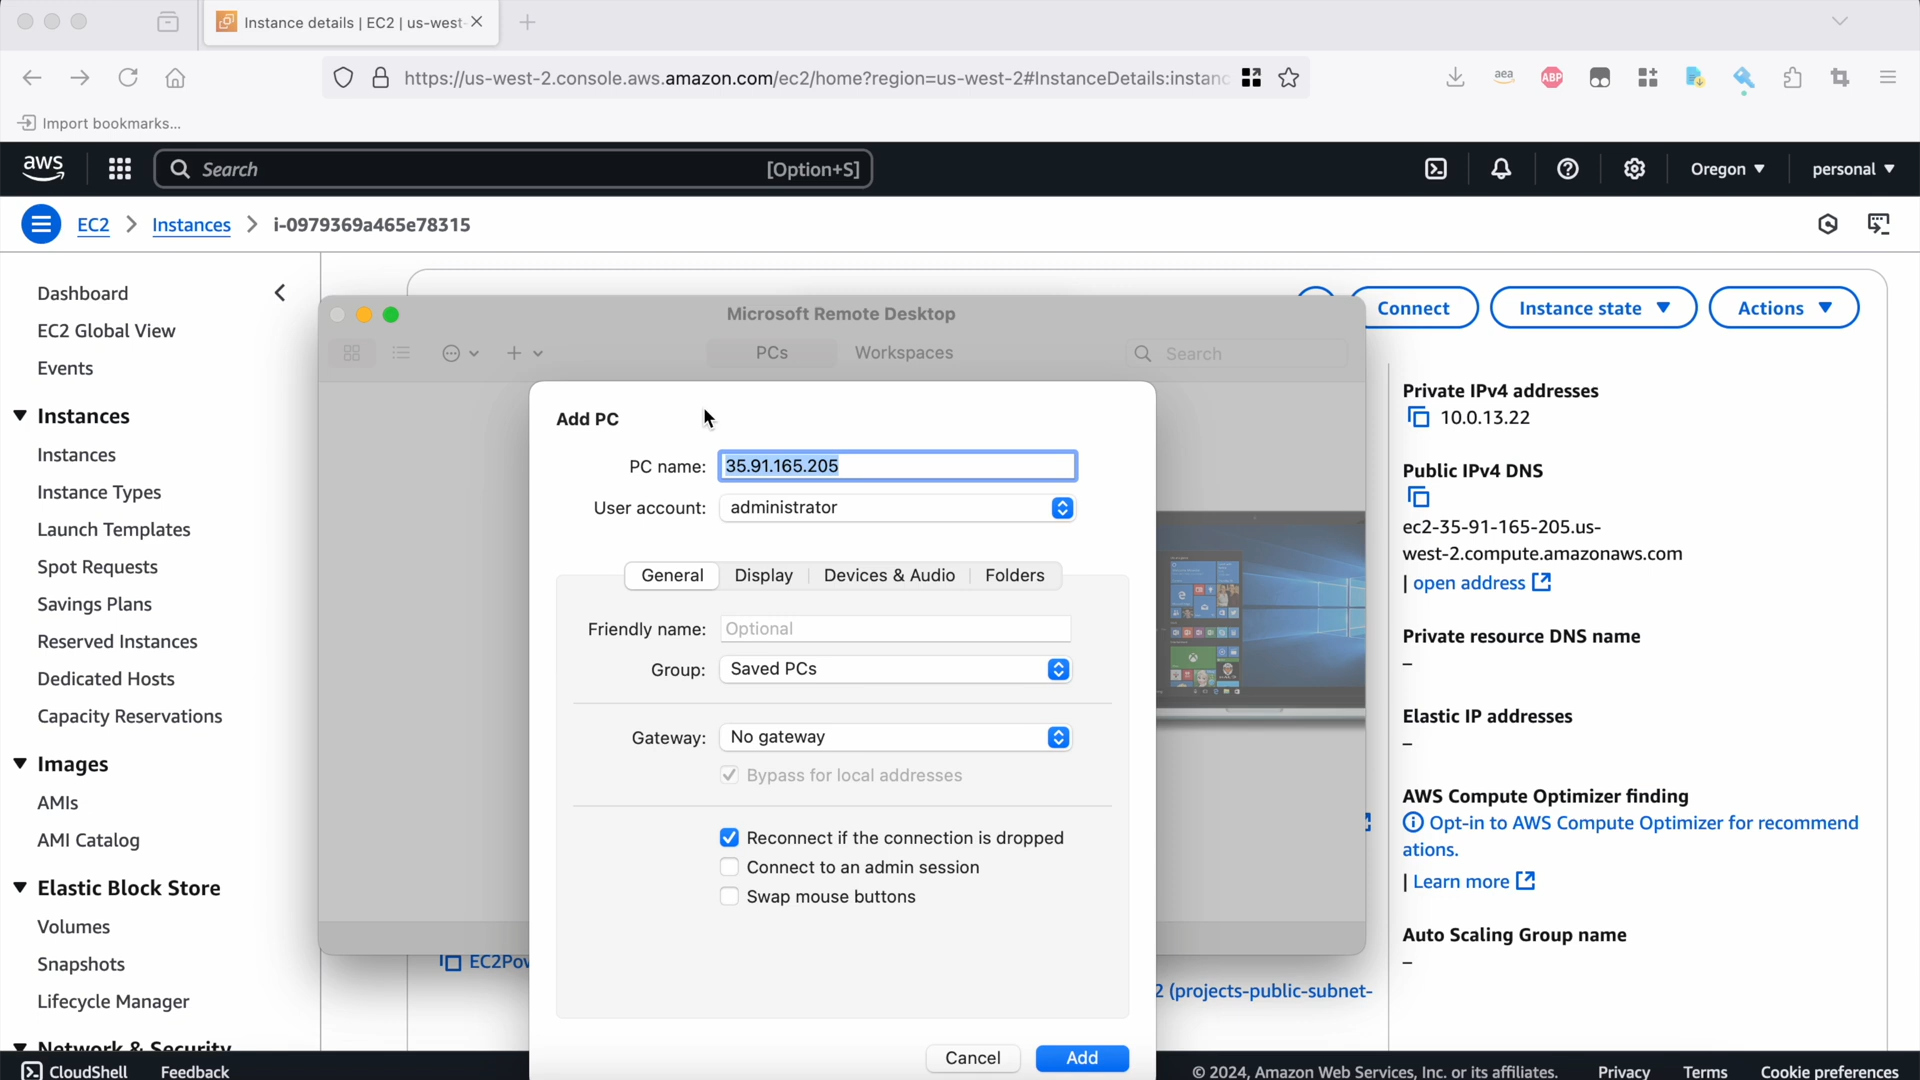 Instance details | EC2 | us-west-
https://us-west-2.console.aws.amazon.com/ec2/home?region=us-west-2#InstanceDetails:instanc
aea
ABP
Import bookmarks...
aws
Search
[Option+S]
Oregon
personal
EC2
Instances
i-0979369a465e78315
Dashboard
EC2 Global View
Events
Instances
Instances
Instance Types
Launch Templates
Spot Requests
Savings Plans
Reserved Instances
Dedicated Hosts
Capacity Reservations
Images
AMIs
AMI Catalog
Elastic Block Store
Volumes
Snapshots
Lifecycle Manager
Network & Security
Connect
Instance state
Actions
Microsoft Remote Desktop
PCs
Workspaces
Search
Add PC
PC name: 35.91.165.205
User account: administrator
General
Display
Devices & Audio
Folders
Friendly name: Optional
Group: Saved PCs
Gateway: No gateway
Bypass for local addresses
Reconnect if the connection is dropped
Connect to an admin session
Swap mouse buttons
Cancel
Add
EC2Pow
2 (projects-public-subnet-
Private IPv4 addresses
10.0.13.22
Public IPv4 DNS
ec2-35-91-165-205.us-
west-2.compute.amazonaws.com
| open address
Private resource DNS name
–
Elastic IP addresses
–
AWS Compute Optimizer finding
Opt-in to AWS Compute Optimizer for recommend
ations.
| Learn more
Auto Scaling Group name
–
CloudShell
Feedback
© 2024, Amazon Web Services, Inc. or its affiliates.
Privacy
Terms
Cookie preferences